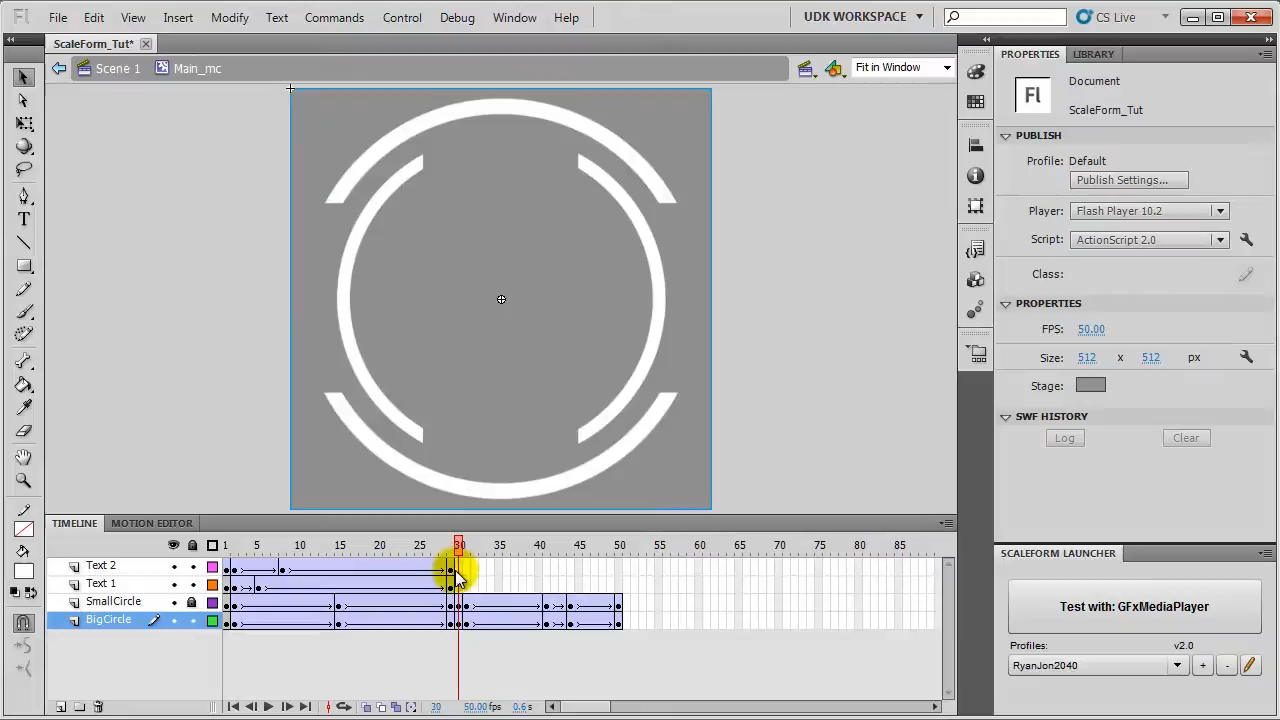 Fl File Edit View Insert Modify Text Commands Control Debug Window Help UDK WORKSPACE CS Live
ScaleForm_Tut*
Scene 1 Main_mc Fit in Window
PROPERTIES LIBRARY
Fl Document
ScaleForm_Tut
PUBLISH
Profile: Default
Publish Settings...
Player: Flash Player 10.2
Script: ActionScript 2.0
Class:
PROPERTIES
FPS: 50.00
Size: 512 x 512 px
Stage:
SWF HISTORY
Log Clear
TIMELINE MOTION EDITOR
1 5 10 15 20 25 30 35 40 45 50 55 60 65 70 75 80 85
Text 2
Text 1
SmallCircle
BigCircle
30 50.00 fps 0.6 s
SCALEFORM LAUNCHER
Test with: GFxMediaPlayer
Profiles: v2.0
RyanJon2040 + -